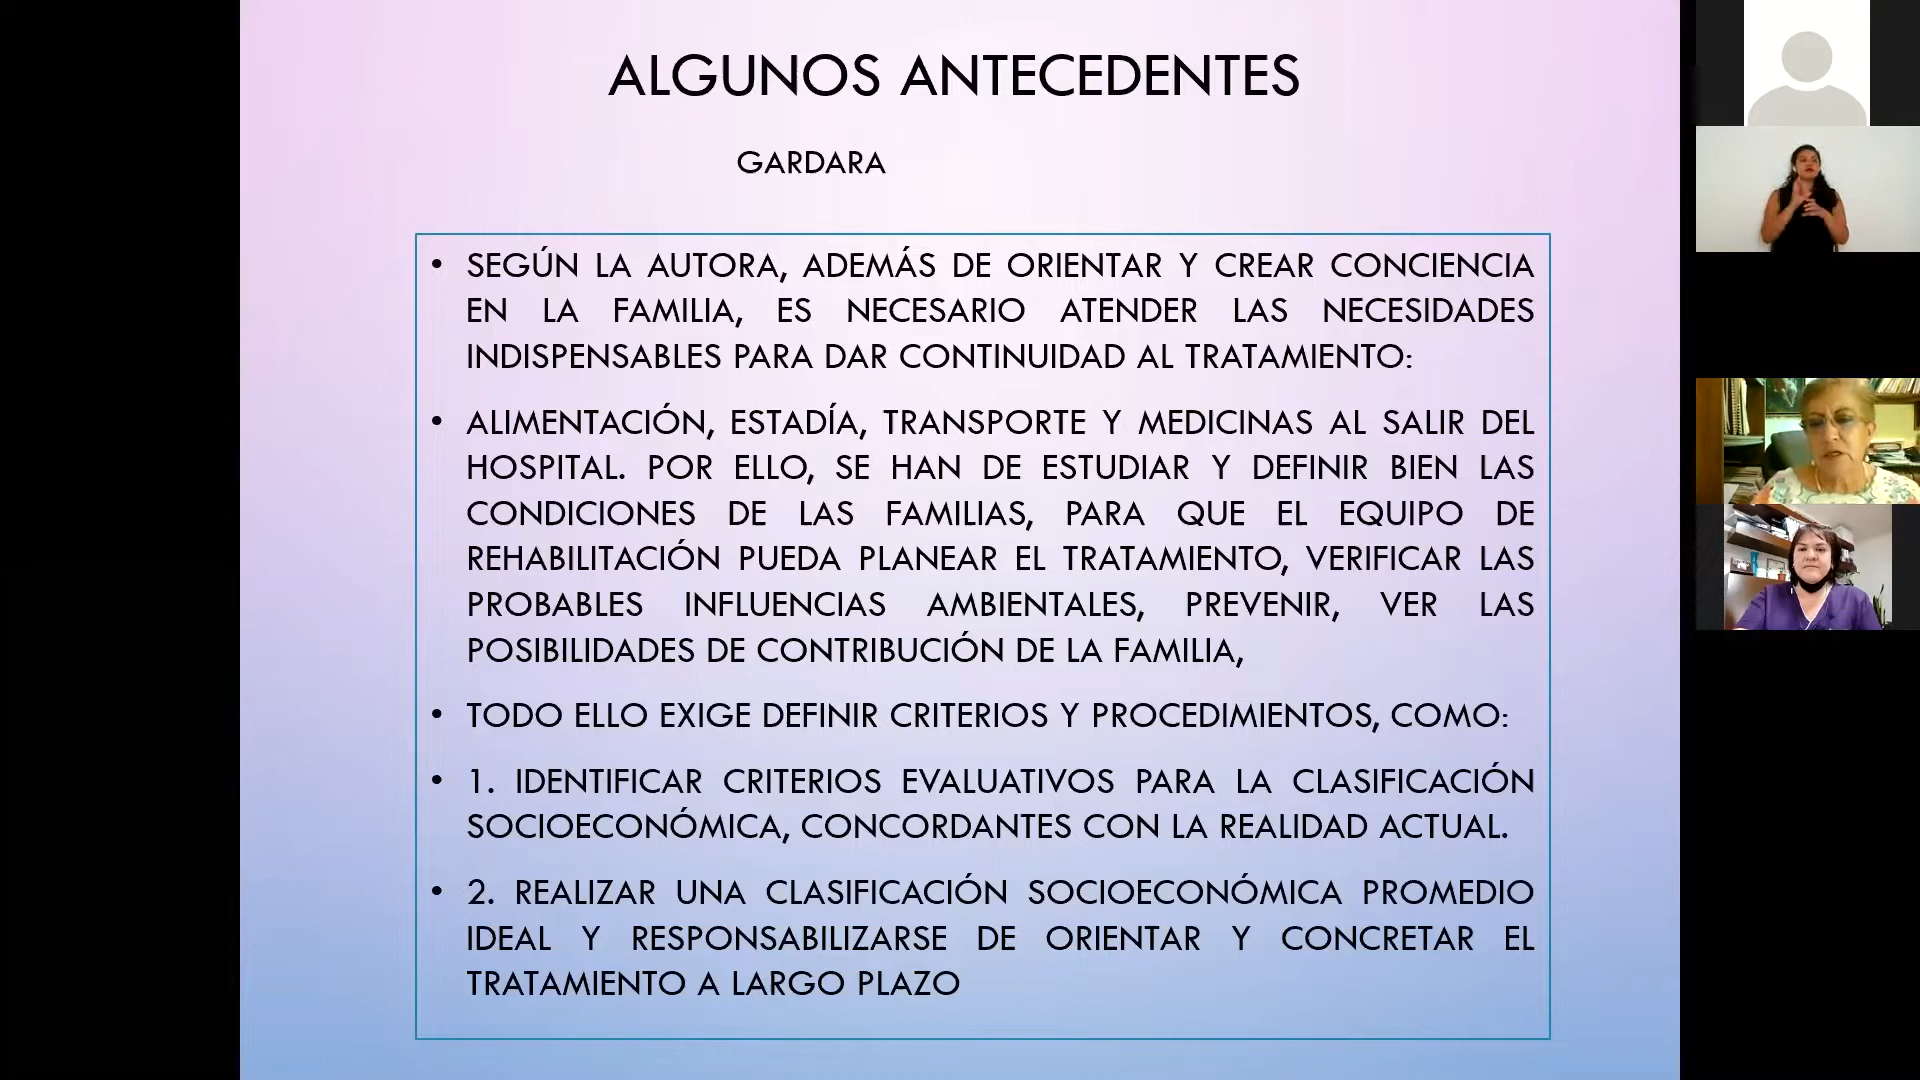 ALGUNOS ANTECEDENTES
GARDARA
• SEGÚN LA AUTORA, ADEMÁS DE ORIENTAR Y CREAR CONCIENCIA
EN LA FAMILIA, ES NECESARIO ATENDER LAS NECESIDADES
INDISPENSABLES PARA DAR CONTINUIDAD AL TRATAMIENTO:
• ALIMENTACIÓN, ESTADÍA, TRANSPORTE Y MEDICINAS AL SALIR DEL
HOSPITAL. POR ELLO, SE HAN DE ESTUDIAR Y DEFINIR BIEN LAS
CONDICIONES DE LAS FAMILIAS, PARA QUE EL EQUIPO DE
REHABILITACIÓN PUEDA PLANEAR EL TRATAMIENTO, VERIFICAR LAS
PROBABLES INFLUENCIAS AMBIENTALES, PREVENIR, VER LAS
POSIBILIDADES DE CONTRIBUCIÓN DE LA FAMILIA,
• TODO ELLO EXIGE DEFINIR CRITERIOS Y PROCEDIMIENTOS, COMO:
• 1. IDENTIFICAR CRITERIOS EVALUATIVOS PARA LA CLASIFICACIÓN
SOCIOECONÓMICA, CONCORDANTES CON LA REALIDAD ACTUAL.
• 2. REALIZAR UNA CLASIFICACIÓN SOCIOECONÓMICA PROMEDIO
IDEAL Y RESPONSABILIZARSE DE ORIENTAR Y CONCRETAR EL
TRATAMIENTO A LARGO PLAZO